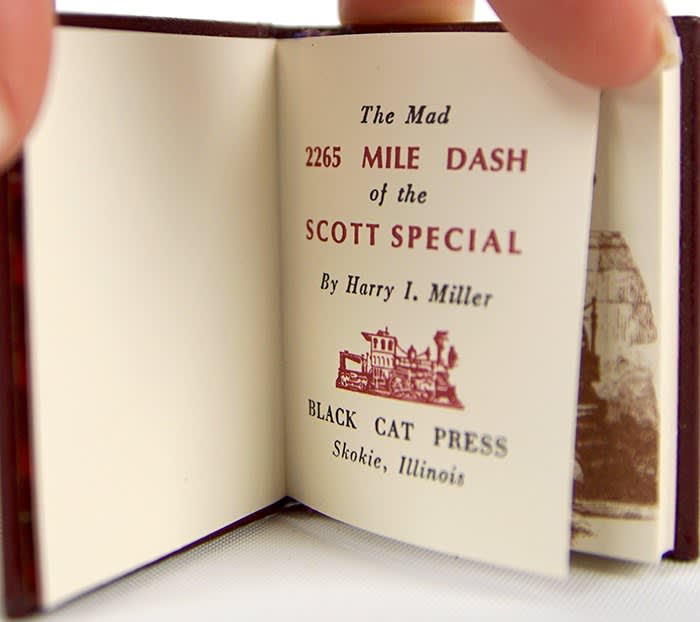 The Mad
2265 MILE DASH
of the
SCOTT SPECIAL
By Harry I. Miller
BLACK CAT PRESS
Skokie, Illinois